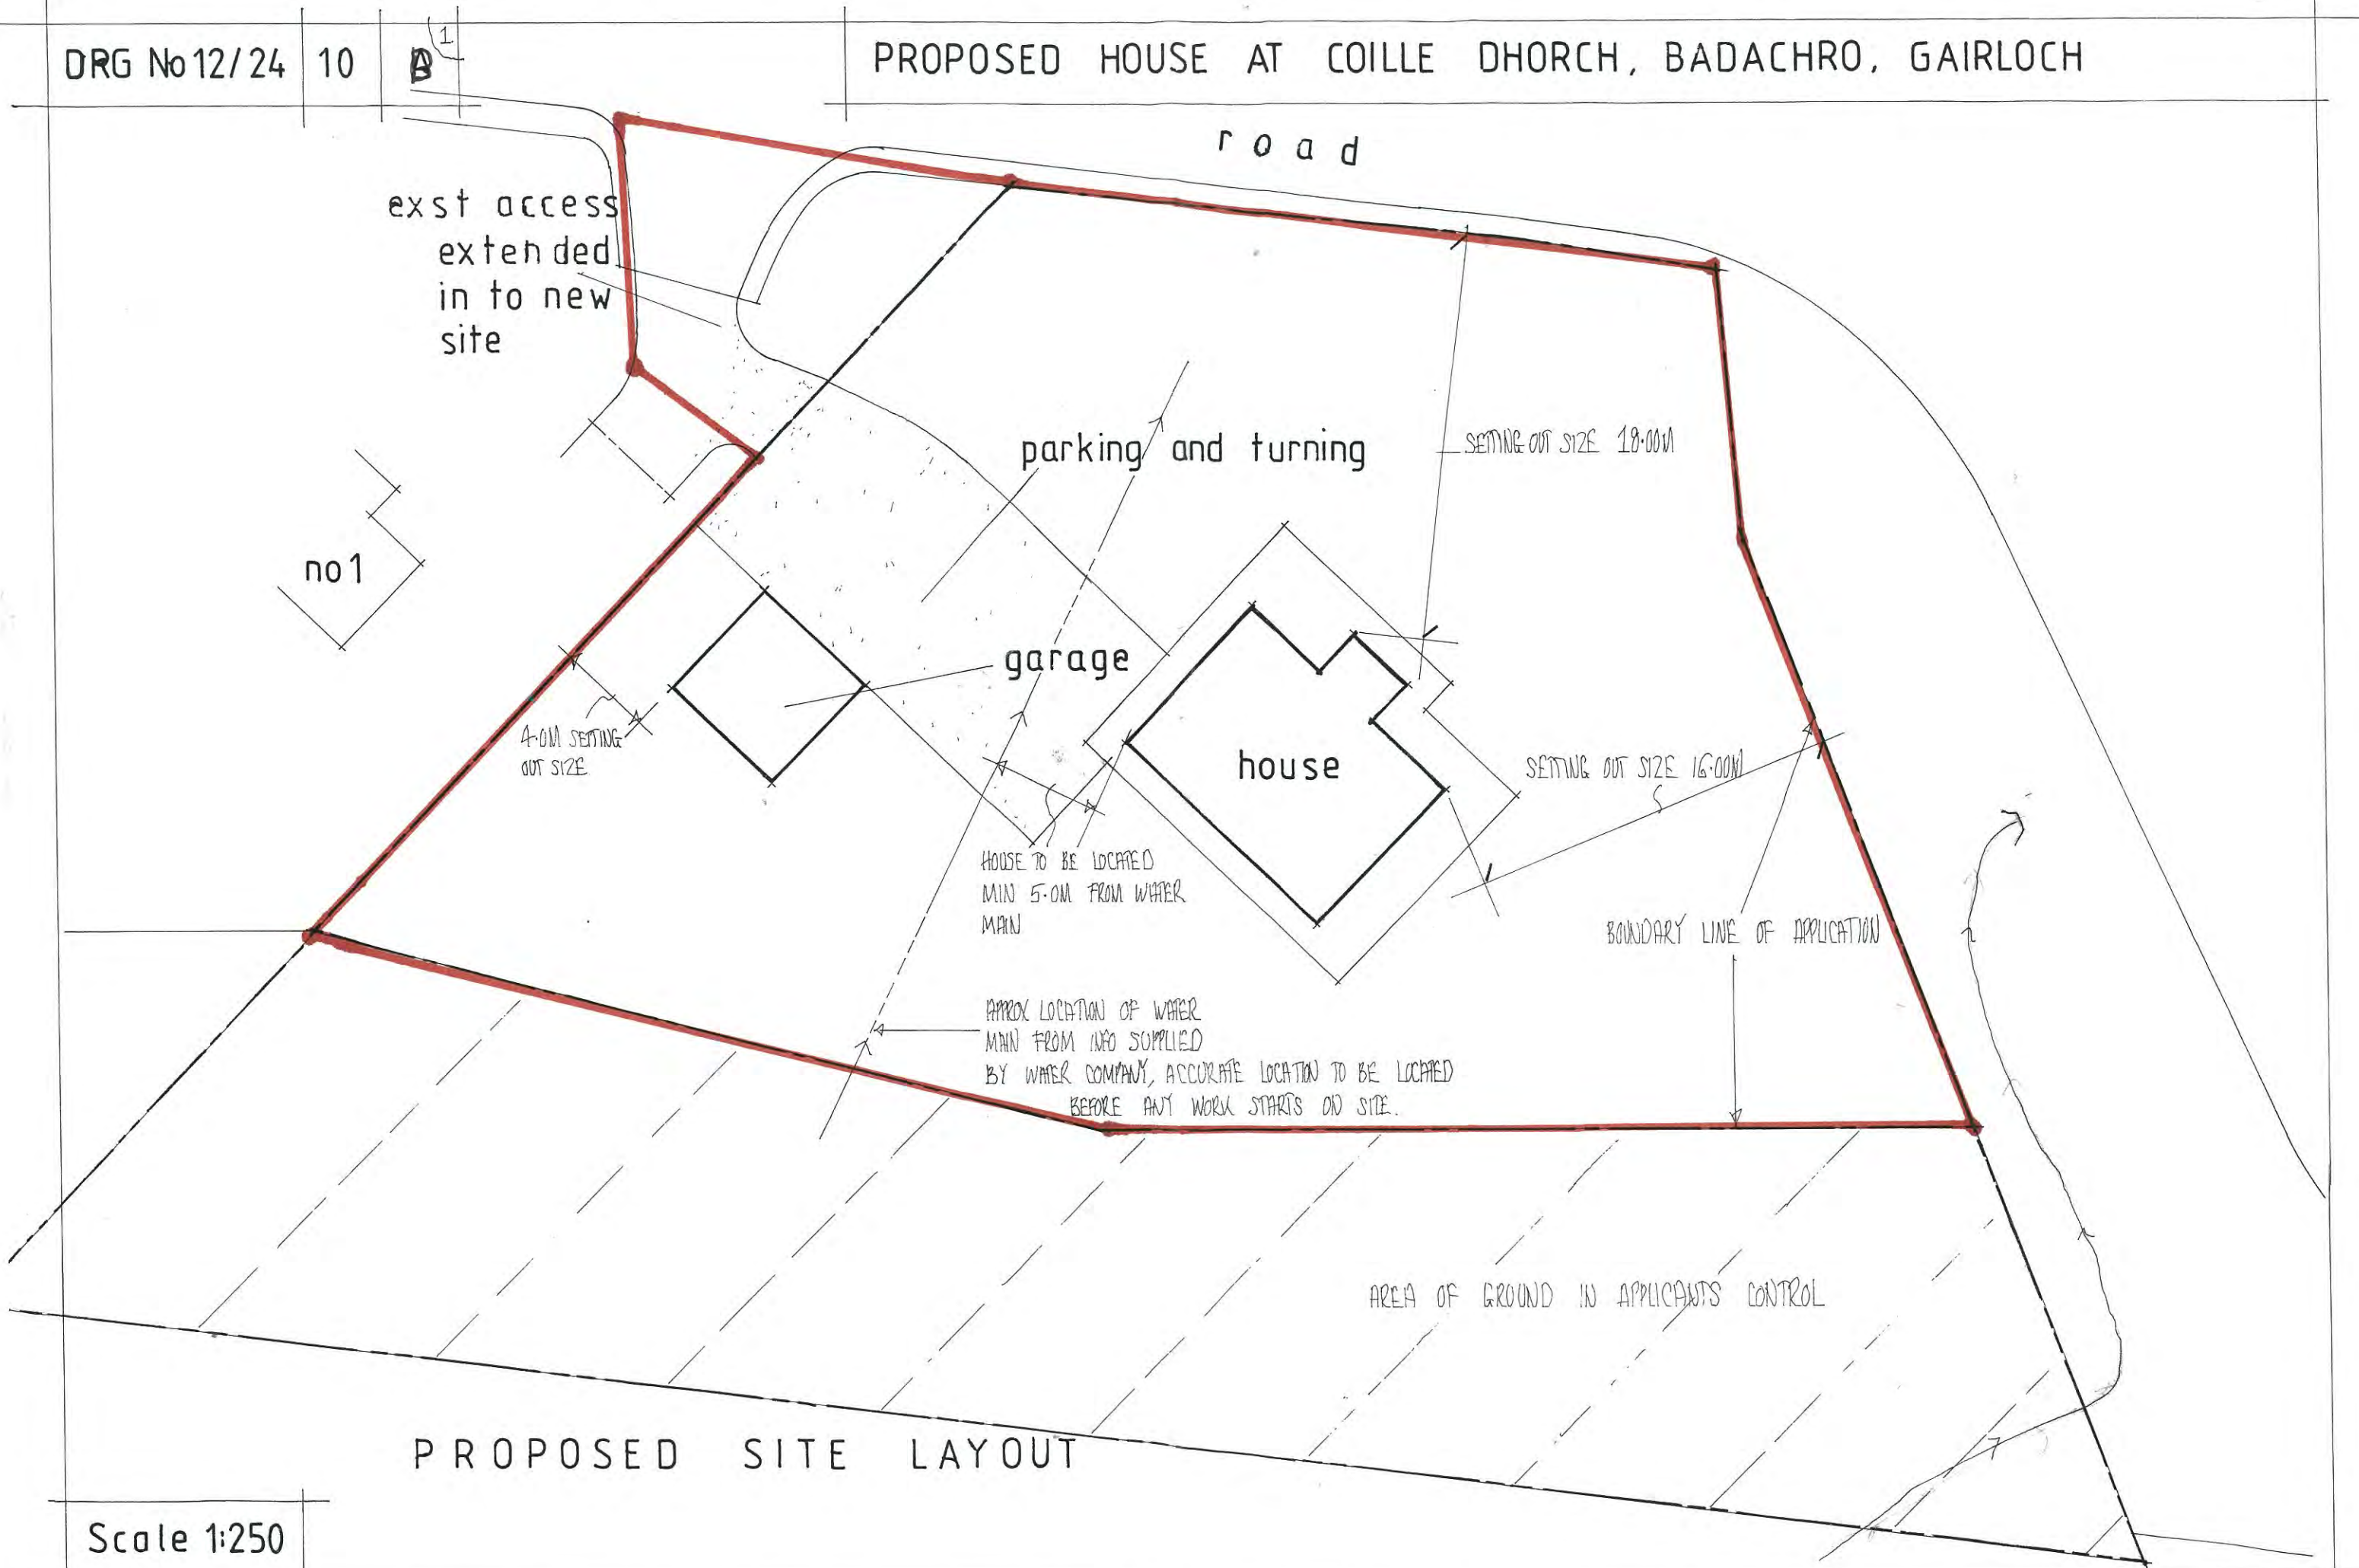 DRG No 12/24 10 B 1
PROPOSED HOUSE AT COILLE DHORCH, BADACHRO, GAIRLOCH
road
exst access
extended
in to new
site
parking and turning
SETTING OUT SIZE 18.00M
no1
garage
4.0M SETTING
OUT SIZE
house
SETTING OUT SIZE 16.00M
HOUSE TO BE LOCATED
MIN 5.0M FROM WATER
MAIN
BOUNDARY LINE OF APPLICATION
APPROX LOCATION OF WATER
MAIN FROM INFO SUPPLIED
BY WATER COMPANY, ACCURATE LOCATION TO BE LOCATED
BEFORE ANY WORK STARTS ON SITE.
AREA OF GROUND IN APPLICANTS CONTROL
PROPOSED SITE LAYOUT
Scale 1:250